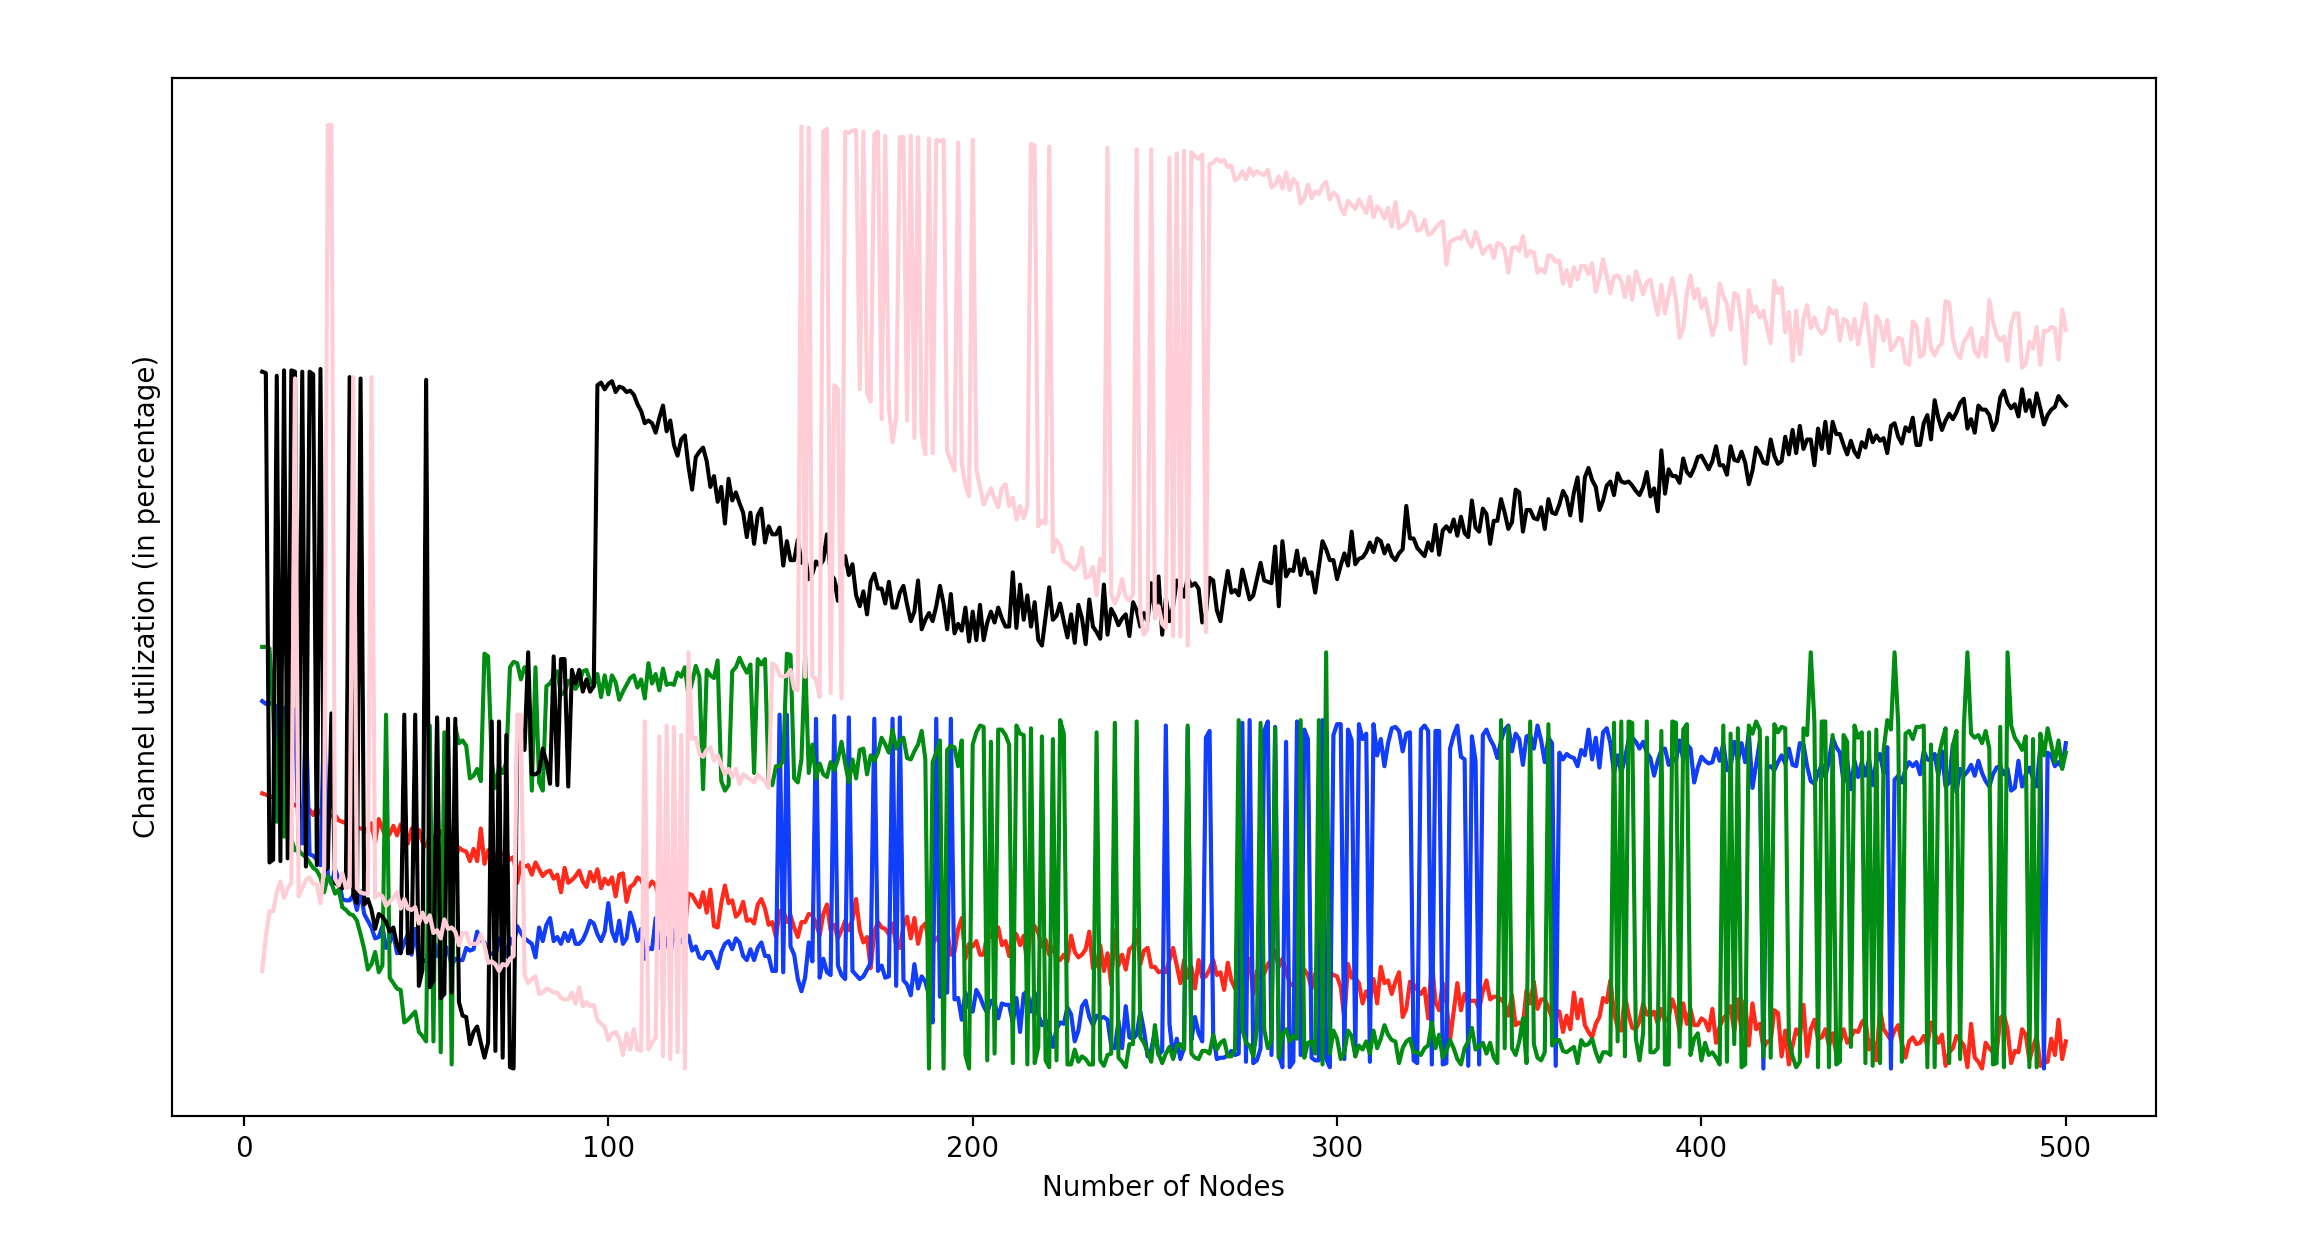 Channel utilization (in percentage)
0 100 200 300 400 500
Number of Nodes